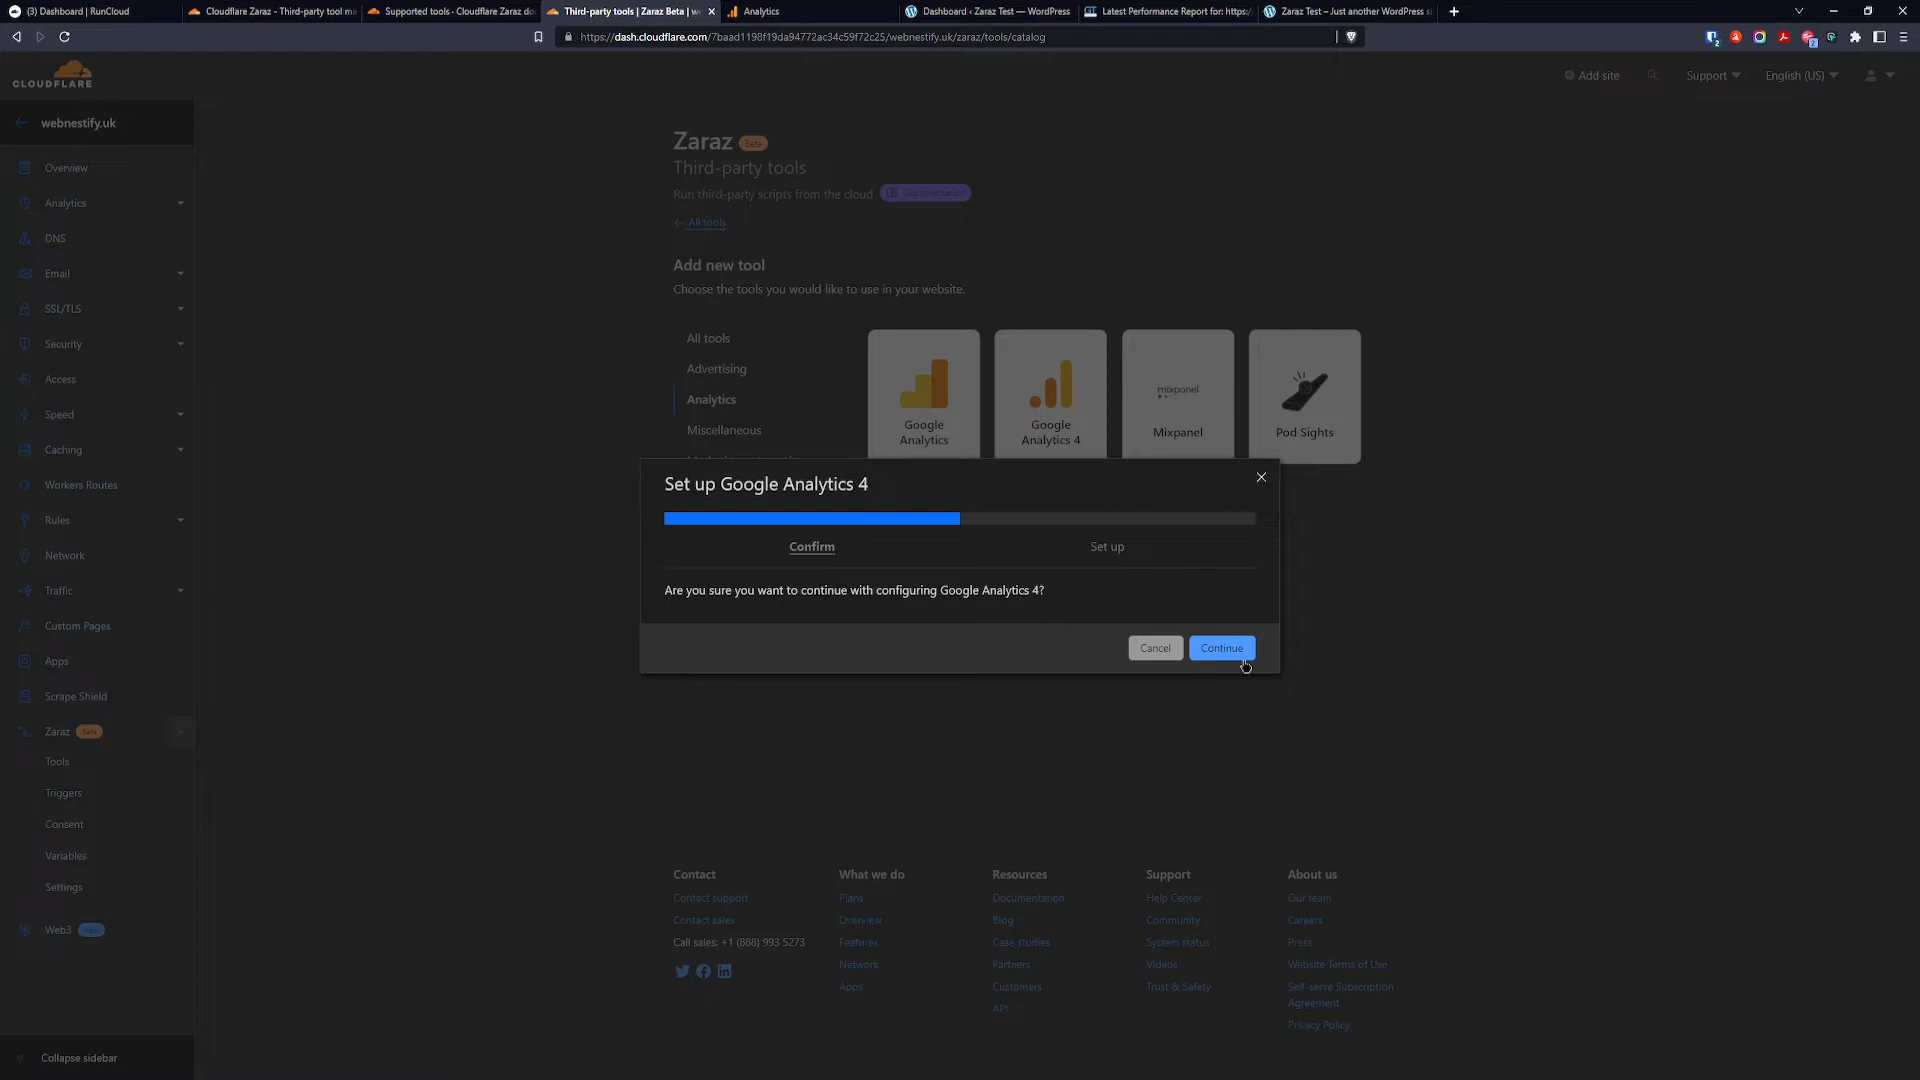 (3) Dashboard | RunCloud
Cloudflare Zaraz - Third-party tool m
Supported tools · Cloudflare Zaraz do
Third-party tools | Zaraz Beta | w
Analytics
Dashboard ‹ Zaraz Test — WordPress
Latest Performance Report for: https:/
Zaraz Test – Just another WordPress s
https://dash.cloudflare.com/7baad1198f19da94772ac34c59f72c25/webnestify.uk/zaraz/tools/catalog
2
2
CLOUDFLARE
Add site
Support
English (US)
webnestify.uk
Overview
Analytics
DNS
Email
SSL/TLS
Security
Access
Speed
Caching
Workers Routes
Rules
Network
Traffic
Custom Pages
Apps
Scrape Shield
Zaraz Beta
Tools
Triggers
Consent
Variables
Settings
Web3 New
Collapse sidebar
Zaraz Beta
Third-party tools
Run third-party scripts from the cloud Documentation
← All tools
Add new tool
Choose the tools you would like to use in your website.
All tools
Advertising
Analytics
Miscellaneous
Google
Analytics
Google
Analytics 4
mixpanel
Mixpanel
Pod Sights
Set up Google Analytics 4
Confirm
Set up
Are you sure you want to continue with configuring Google Analytics 4?
Cancel
Continue
Contact
Contact support
Contact sales
Call sales: +1 (888) 993 5273
What we do
Plans
Overview
Features
Network
Apps
Resources
Documentation
Blog
Case studies
Partners
Customers
API
Support
Help Center
Community
System status
Videos
Trust & Safety
About us
Our team
Careers
Press
Website Terms of Use
Self-serve Subscription
Agreement
Privacy Policy